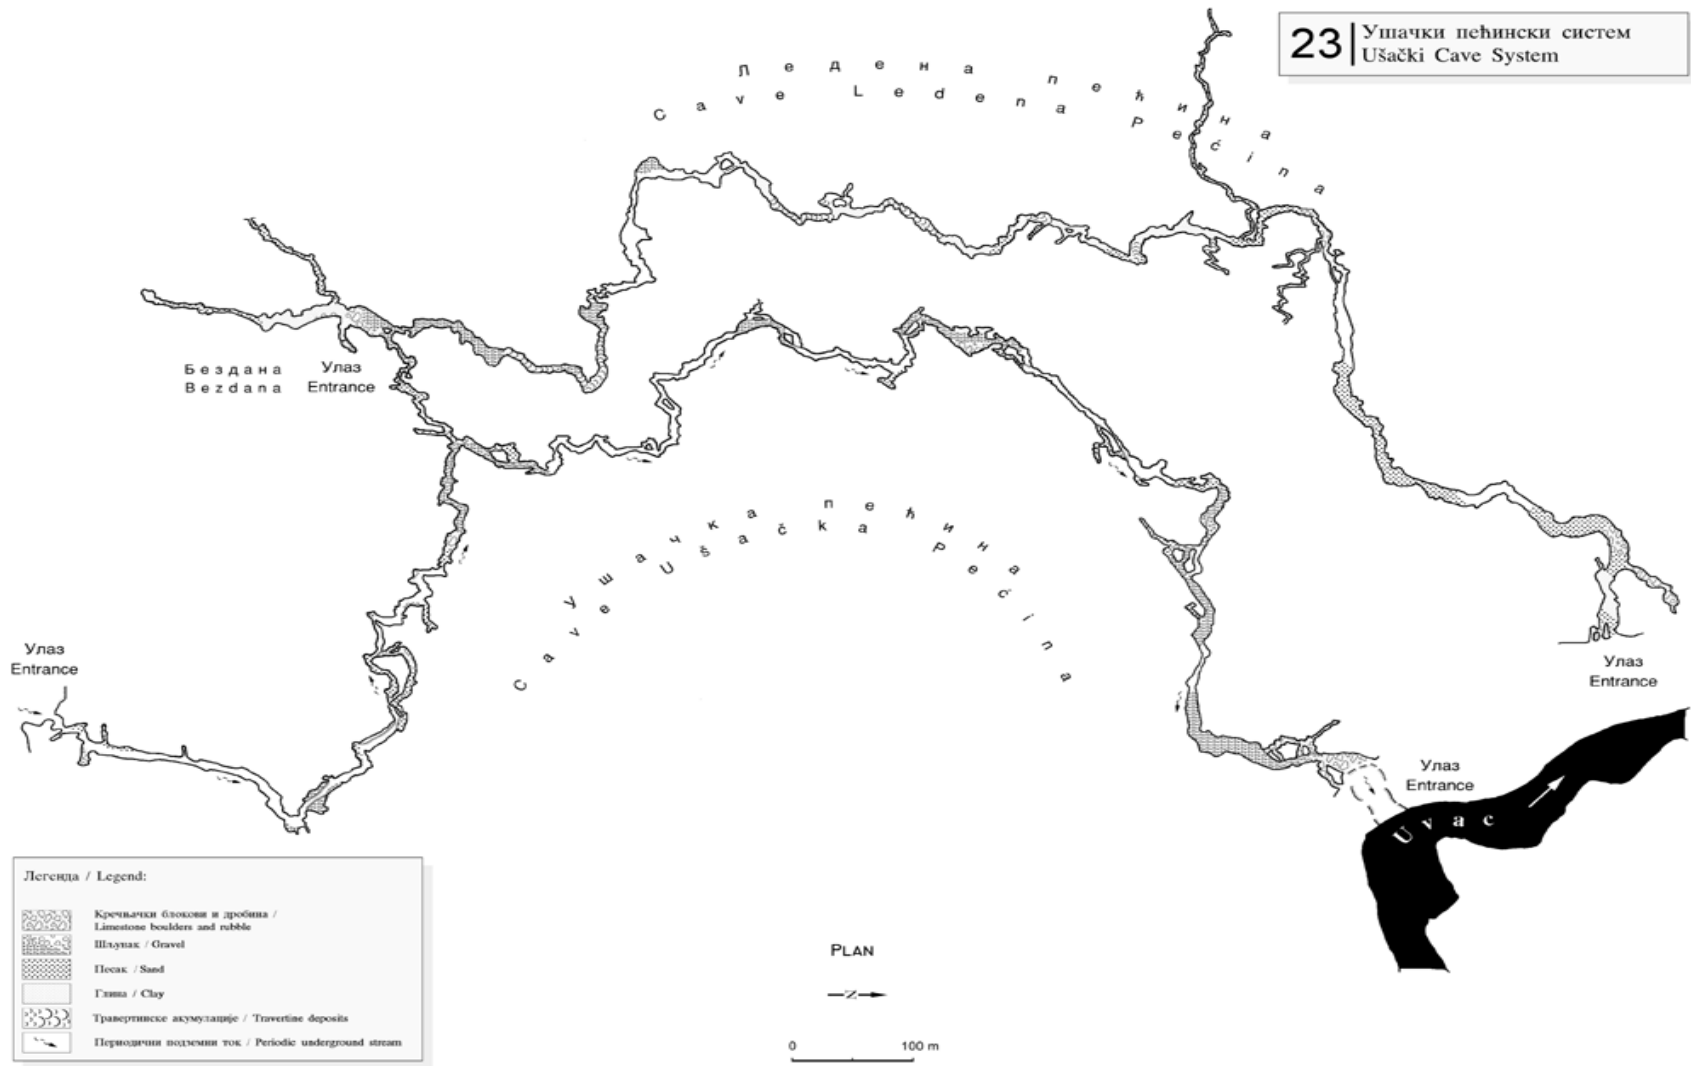 23
Ушачки пећински систем
Ušački Cave System
Ледена пећина
Cave Ledena Pećina
Бездана
Bezdana
Улаз
Entrance
Ушачка пећина
Cave Ušačka Pećina
Улаз
Entrance
Улаз
Entrance
Улаз
Entrance
Uvac
Легенда / Legend:
Кречњачки блокови и дробина /
Limestone boulders and rubble
Шљунак / Gravel
Песак / Sand
Глина / Clay
Травертинске акумулације / Travertine deposits
Периодични подземни ток / Periodic underground stream
PLAN
N
0 100 m